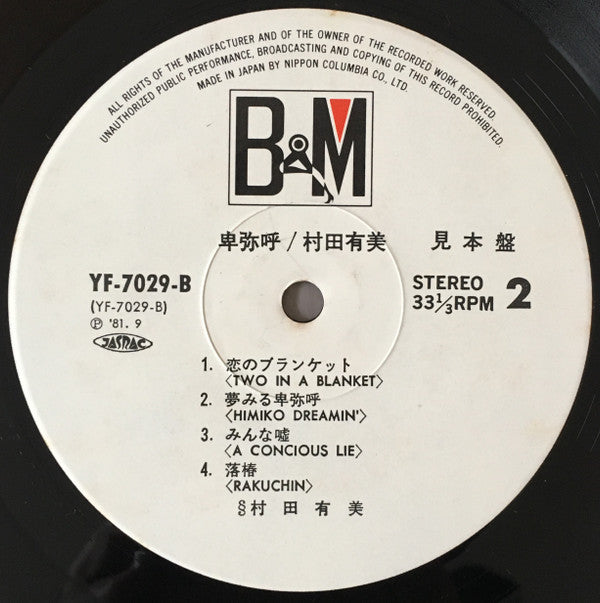 ALL RIGHTS OF THE MANUFACTURER AND OF THE OWNER OF THE RECORDED WORK RESERVED.
UNAUTHORIZED PUBLIC PERFORMANCE, BROADCASTING AND COPYING OF THIS RECORD PROHIBITED.
MADE IN JAPAN BY NIPPON COLUMBIA CO., LTD.
B&M
卑弥呼/村田有美 見本盤
YF-7029-B
(YF-7029-B)
Ⓟ '81. 9
JASRAC
STEREO
33⅓RPM
2
1. 恋のブランケット
〈TWO IN A BLANKET〉
2. 夢みる卑弥呼
〈HIMIKO DREAMIN'〉
3. みんな嘘
〈A CONCIOUS LIE〉
4. 落椿
〈RAKUCHIN〉
§村田有美